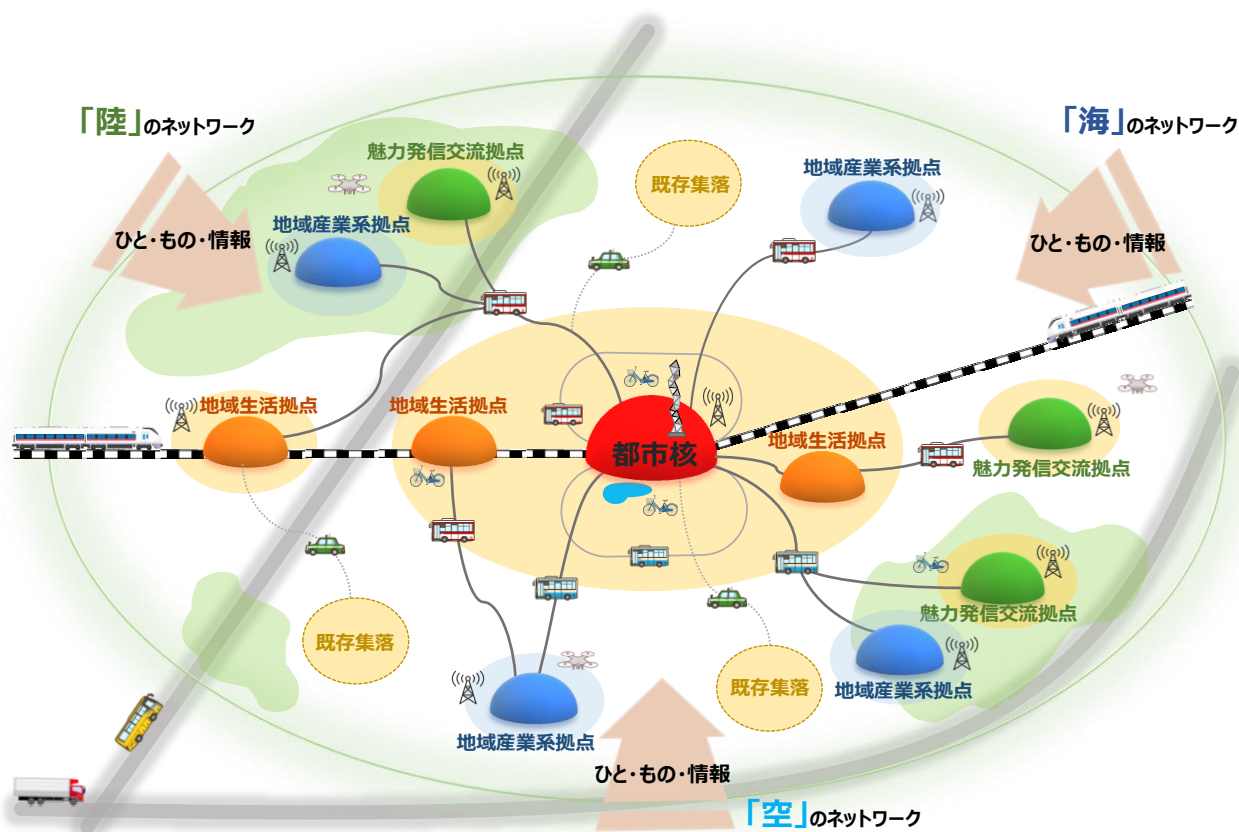 「陸」のネットワーク
「海」のネットワーク
魅力発信交流拠点
既存集落
地域産業系拠点
地域産業系拠点
ひと・もの・情報
ひと・もの・情報
地域生活拠点
地域生活拠点
都市核
地域生活拠点
魅力発信交流拠点
魅力発信交流拠点
既存集落
既存集落
地域産業系拠点
地域産業系拠点
ひと・もの・情報
「空」のネットワーク